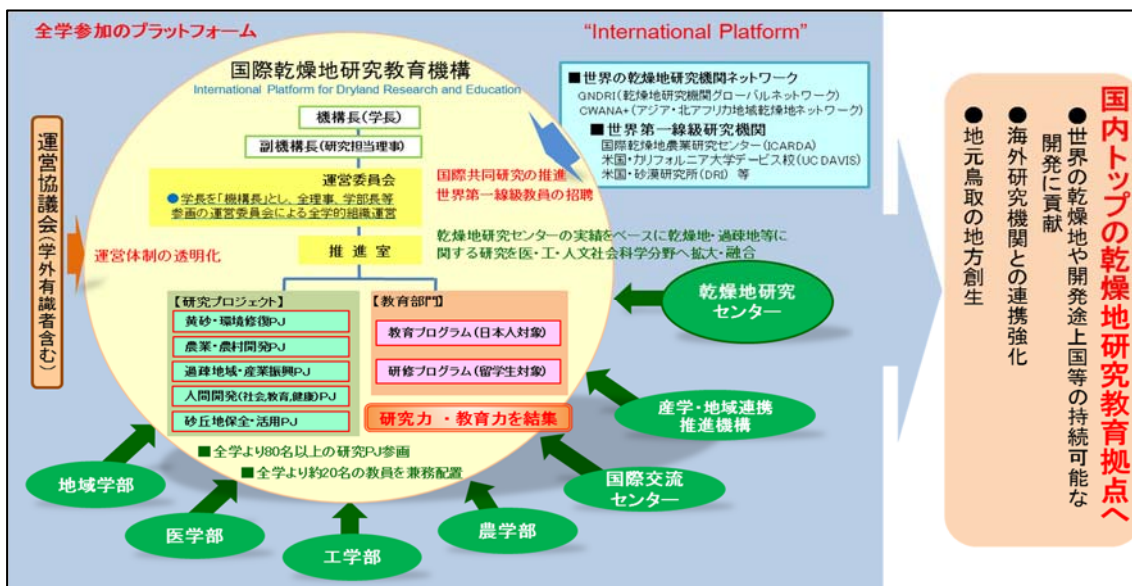 全学参加のプラットフォーム
“International Platform”
国際乾燥地研究教育機構
International Platform for Dryland Research and Education
機構長(学長)
副機構長(研究担当理事)
運営委員会
●学長を「機構長」とし、全理事、学部長等
参画の運営委員会による全学的組織運営
推進室
国際共同研究の推進
世界第一線級教員の招聘
乾燥地研究センターの実績をベースに乾燥地・過疎地等に
関する研究を医・工・人文社会科学分野へ拡大・融合
運営協議会(学外有識者含む)
運営体制の透明化
■世界の乾燥地研究機関ネットワーク
GNDRI(乾燥地研究機関グローバルネットワーク)
CWANA+(アジア・北アフリカ地域乾燥地ネットワーク)
■世界第一線級研究機関
国際乾燥地農業研究センター(ICARDA)
米国・カリフォルニア大学デービス校(UC DAVIS)
米国・砂漠研究所(DRI) 等
【研究プロジェクト】
黄砂・環境修復PJ
農業・農村開発PJ
過疎地域・産業振興PJ
人間開発(社会,教育,健康)PJ
砂丘地保全・活用PJ
【教育部門】
教育プログラム(日本人対象)
研修プログラム(留学生対象)
研究力・教育力を結集
■全学より80名以上の研究PJ参画
■全学より約20名の教員を兼務配置
地域学部
医学部
工学部
農学部
国際交流
センター
産学・地域連携
推進機構
乾燥地研究
センター
国内トップの乾燥地研究教育拠点へ
●世界の乾燥地や開発途上国等の持続可能な
開発に貢献
●海外研究機関との連携強化
●地元鳥取の地方創生